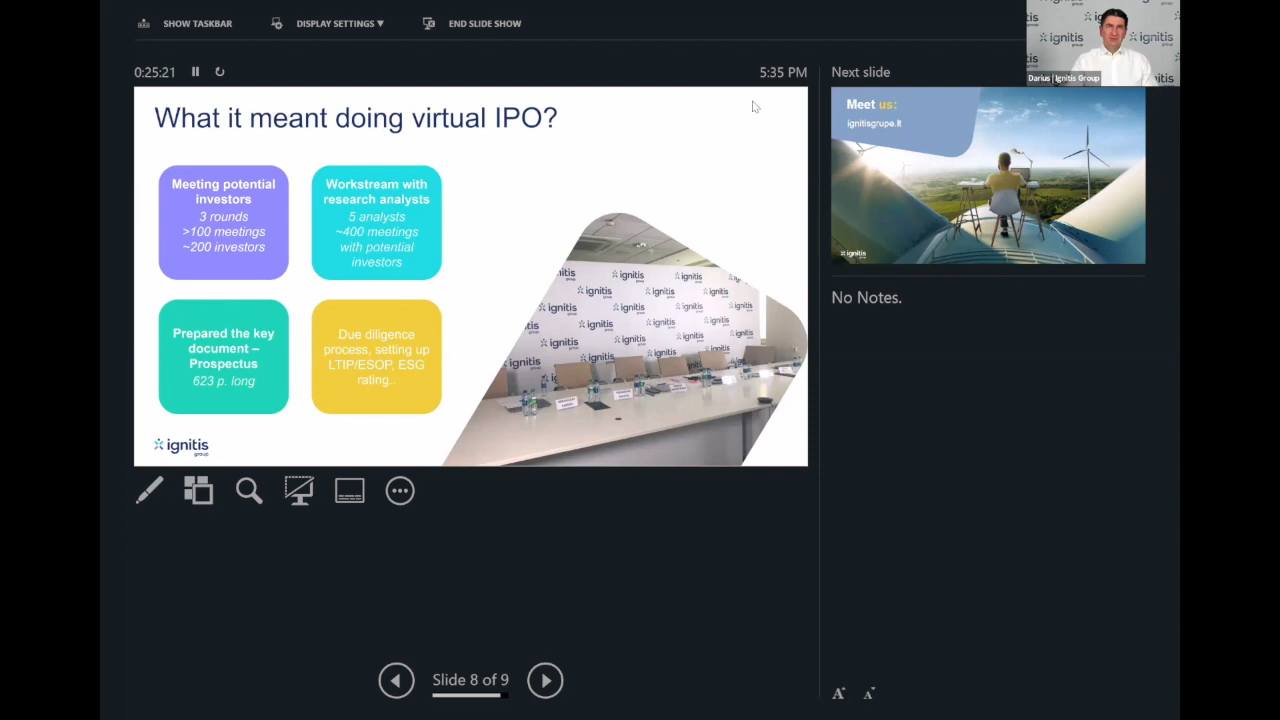 SHOW TASKBAR
DISPLAY SETTINGS ▼
END SLIDE SHOW
0:25:21
5:35 PM
Next slide
ignitis
group
Darius | Ignitis Group
What it meant doing virtual IPO?
Meeting potential
investors
3 rounds
>100 meetings
~200 investors
Workstream with
research analysts
5 analysts
~400 meetings
with potential
investors
Prepared the key
document –
Prospectus
623 p. long
Due diligence
process, setting up
LTIP/ESOP, ESG
rating..
ignitis
group
Meet us:
ignitisgrupe.lt
ignitis
No Notes.
Slide 8 of 9
A A